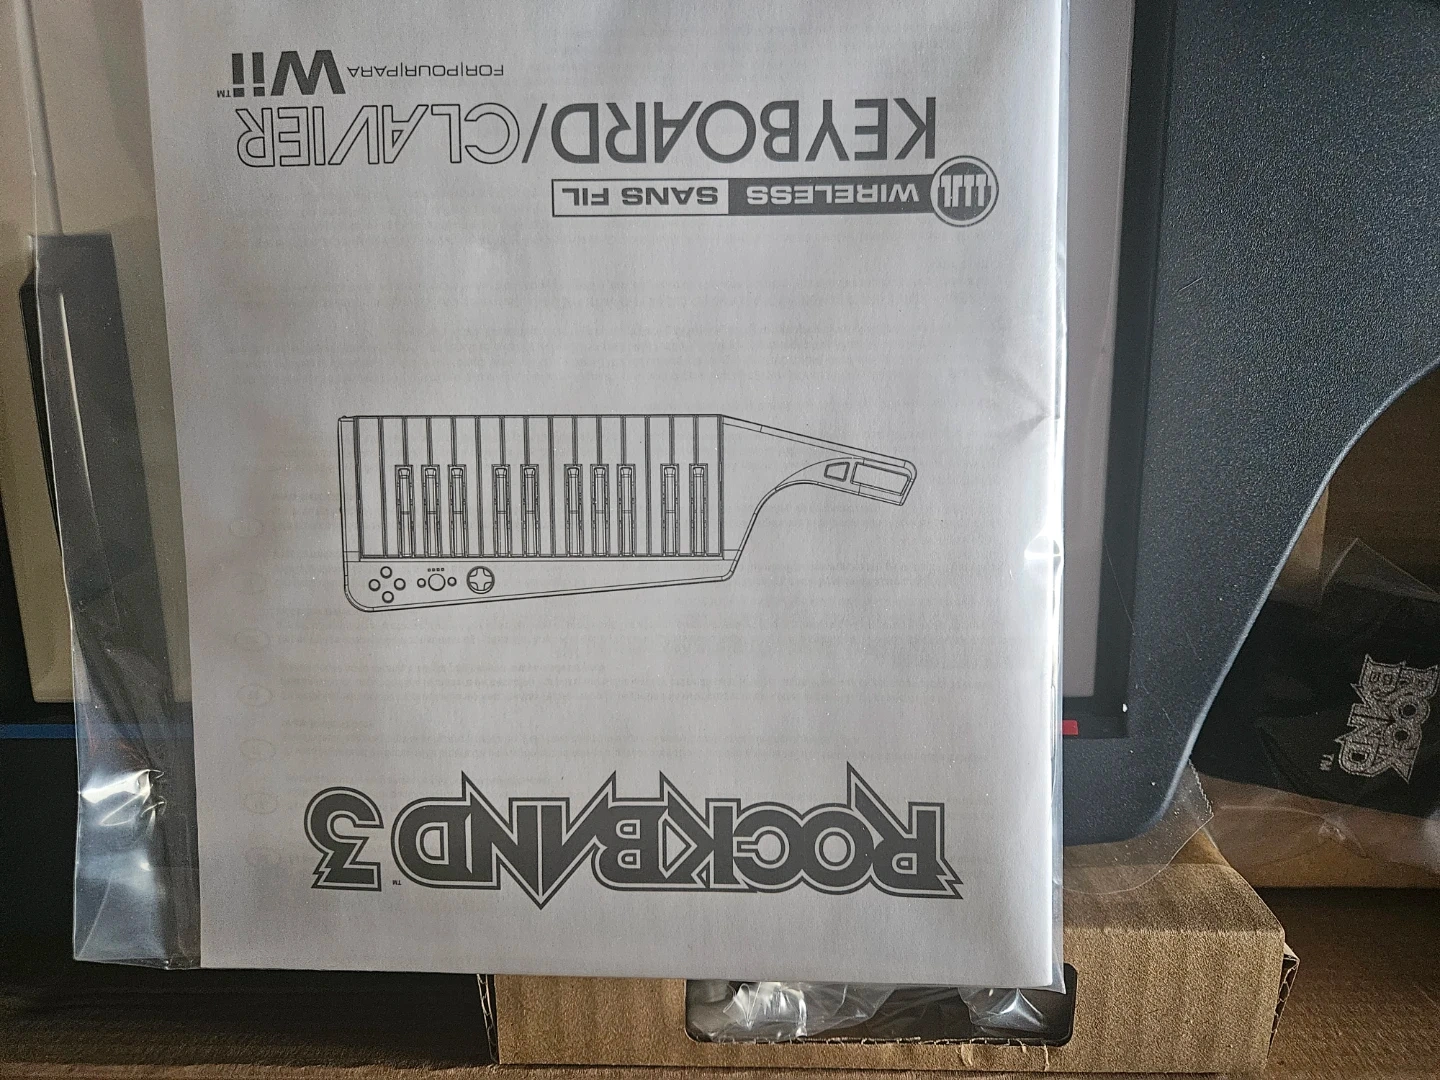 ROCKBAND 3™
WIRELESS SANS FIL
KEYBOARD/CLAVIER
FOR|POUR|PARA Wii™
ROCK
BAND™